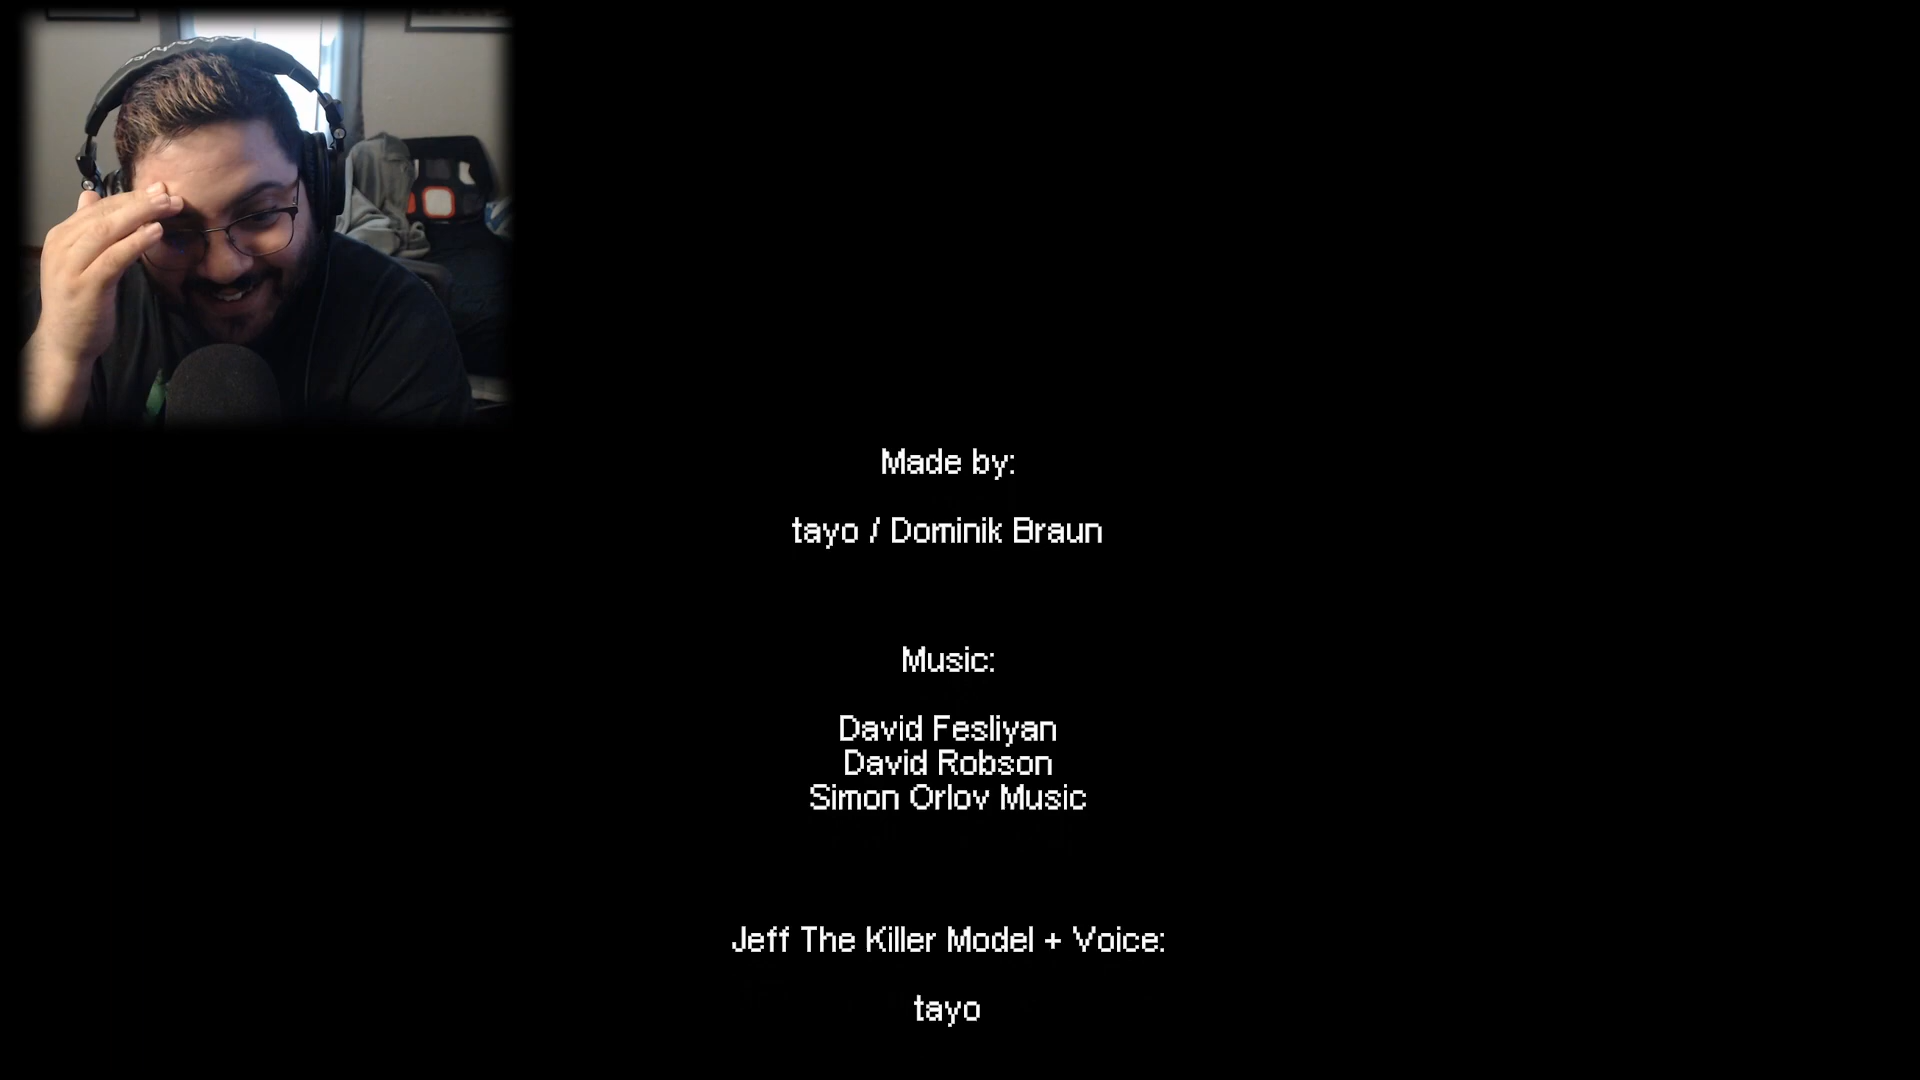 Made by:
tayo / Dominik Braun
Music:
David Fesliyan
David Robson
Simon Orlov Music
Jeff The Killer Model + Voice:
tayo